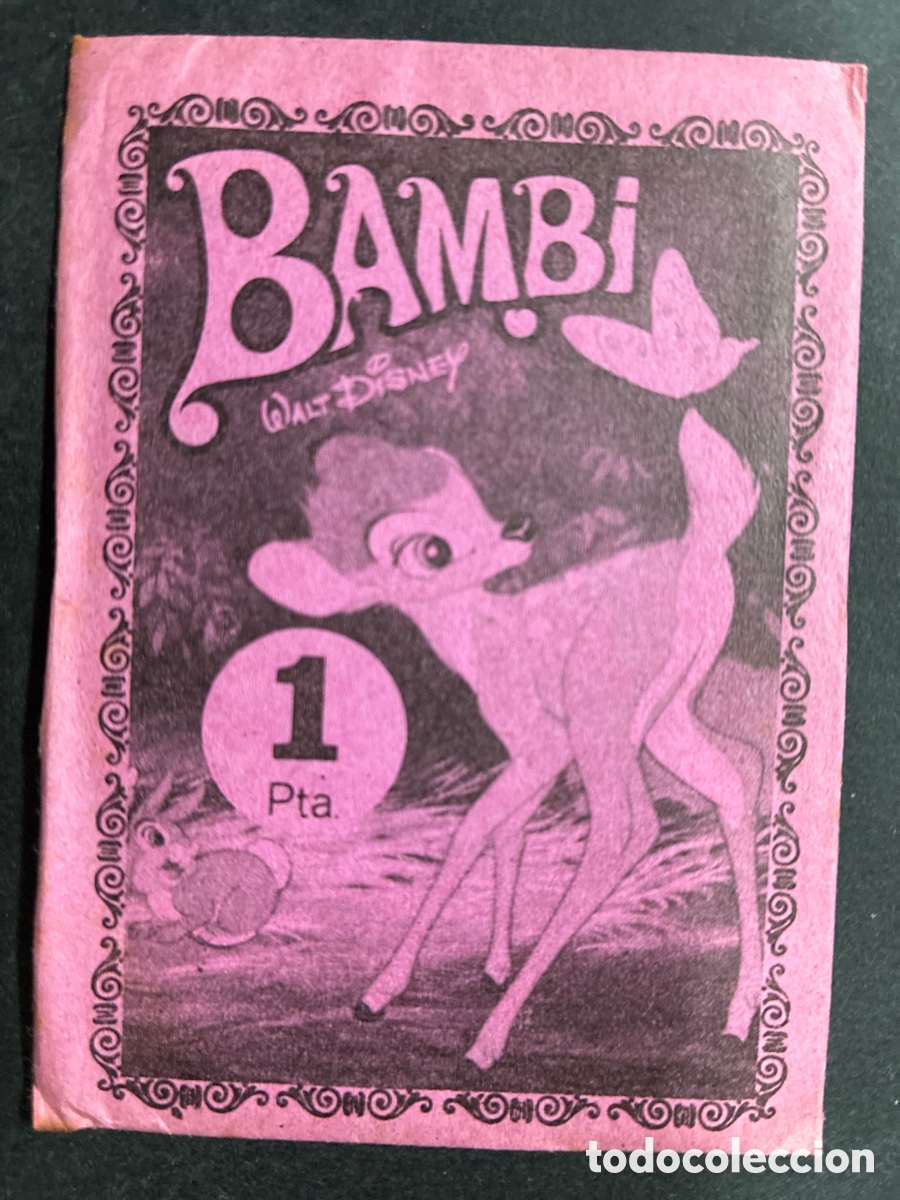 BAMBi
WALT DISNEY
1
Pta.
todocoleccion